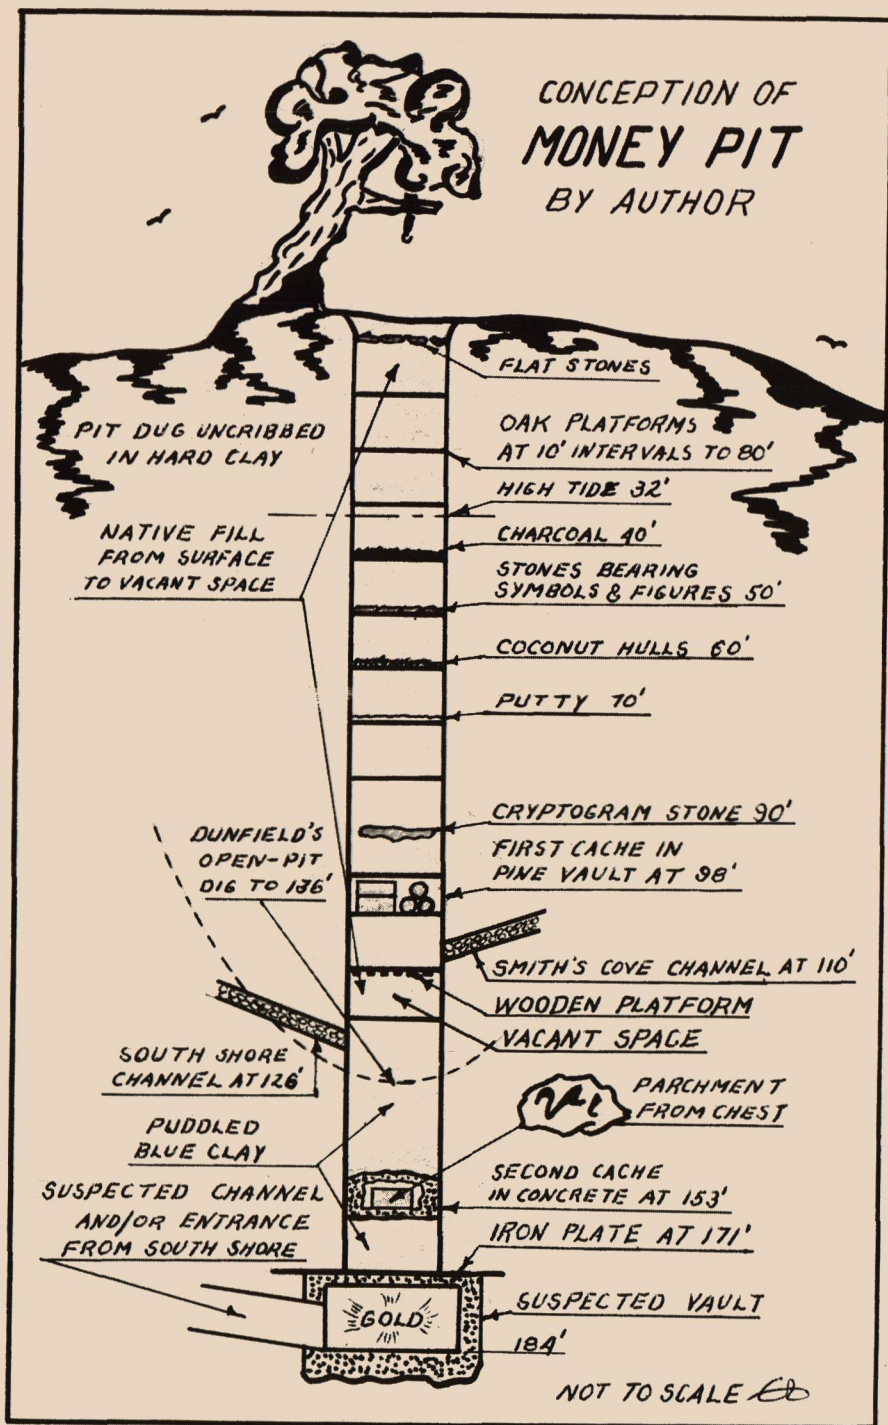 CONCEPTION OF
MONEY PIT
BY AUTHOR
FLAT STONES
PIT DUG UNCRIBBED
IN HARD CLAY
OAK PLATFORMS
AT 10' INTERVALS TO 80'
HIGH TIDE 32'
NATIVE FILL
FROM SURFACE
TO VACANT SPACE
CHARCOAL 40'
STONES BEARING
SYMBOLS & FIGURES 50'
COCONUT HULLS 60'
PUTTY 70'
CRYPTOGRAM STONE 90'
DUNFIELD'S
OPEN-PIT
DIG TO 136'
FIRST CACHE IN
PINE VAULT AT 98'
SMITH'S COVE CHANNEL AT 110'
WOODEN PLATFORM
VACANT SPACE
SOUTH SHORE
CHANNEL AT 126'
PARCHMENT
FROM CHEST
PUDDLED
BLUE CLAY
SECOND CACHE
IN CONCRETE AT 153'
SUSPECTED CHANNEL
AND/OR ENTRANCE
FROM SOUTH SHORE
IRON PLATE AT 171'
GOLD
SUSPECTED VAULT
184'
NOT TO SCALE